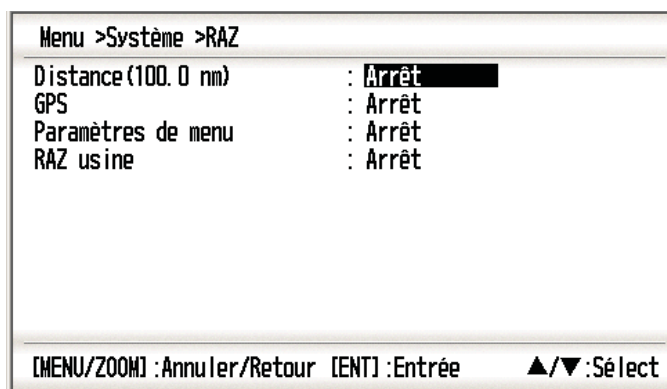 Menu >Système >RAZ
Distance(100.0 nm) : Arrêt
GPS : Arrêt
Paramètres de menu : Arrêt
RAZ usine : Arrêt
[MENU/ZOOM]:Annuler/Retour [ENT]:Entrée ▲/▼:Sélect